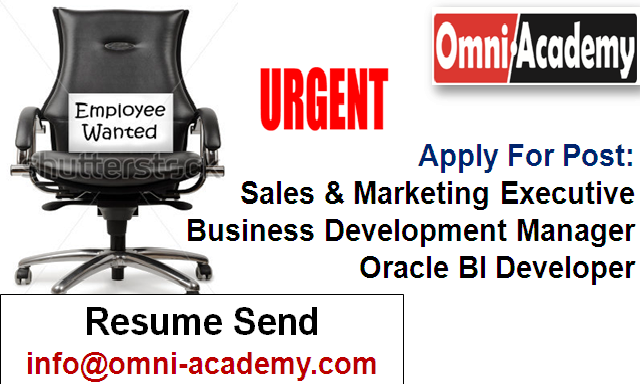 Omni Academy
URGENT
Employee
Wanted
shutterst
Apply For Post:
Sales & Marketing Executive
Business Development Manager
Oracle BI Developer
Resume Send
info@omni-academy.com